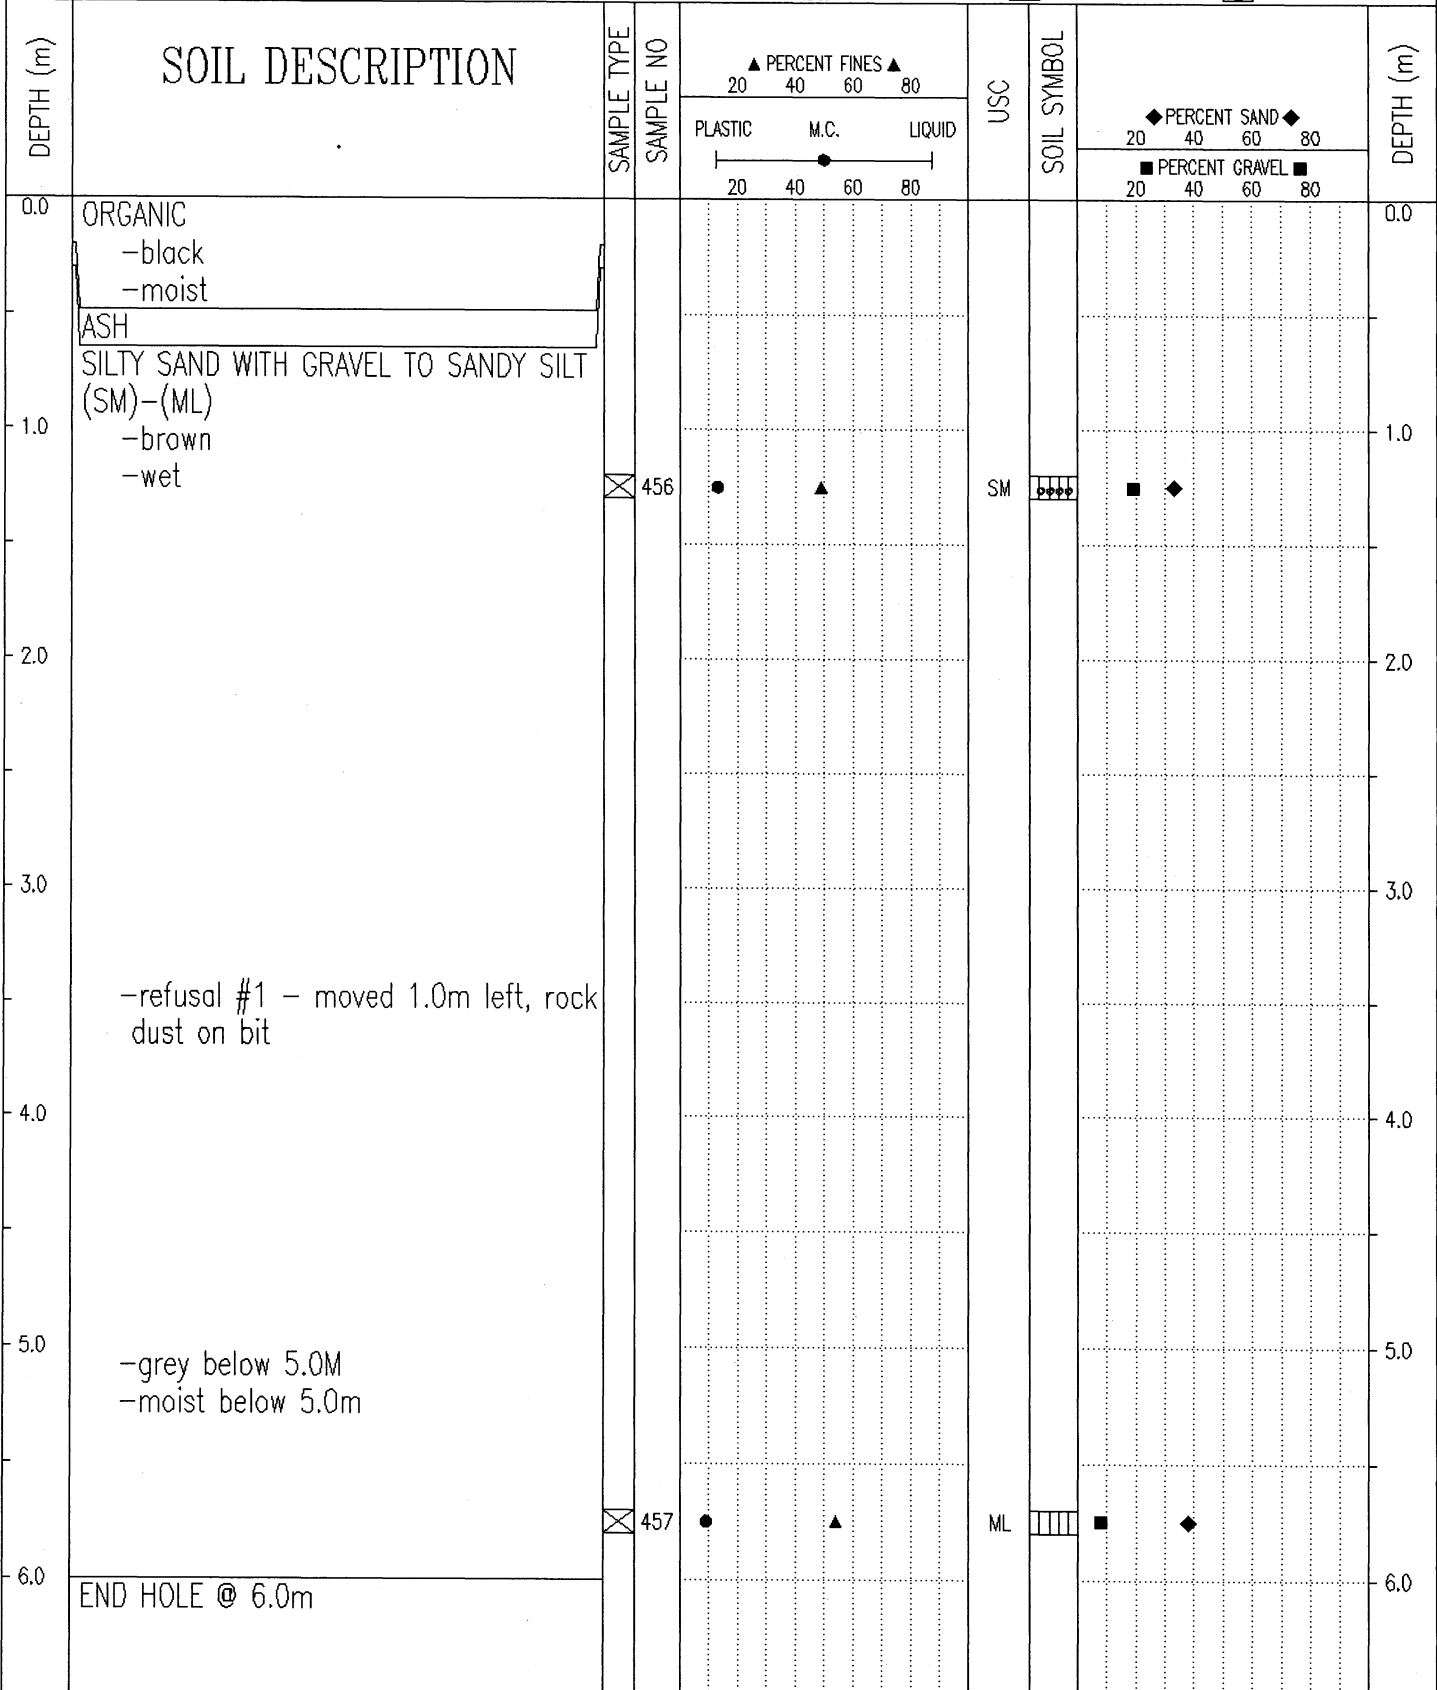 DEPTH (m)
SOIL DESCRIPTION
SAMPLE TYPE
SAMPLE NO
▲ PERCENT FINES ▲
20 40 60 80
PLASTIC M.C. LIQUID
20 40 60 80
USC
SOIL SYMBOL
◆ PERCENT SAND ◆
20 40 60 80
■ PERCENT GRAVEL ■
20 40 60 80
DEPTH (m)
0.0 0.0
ORGANIC
-black
-moist
ASH
SILTY SAND WITH GRAVEL TO SANDY SILT
(SM)-(ML)
1.0 1.0
-brown
-wet
456 SM
2.0 2.0
3.0 3.0
-refusal #1 - moved 1.0m left, rock
dust on bit
4.0 4.0
5.0 5.0
-grey below 5.0M
-moist below 5.0m
457 ML
6.0 6.0
END HOLE @ 6.0m